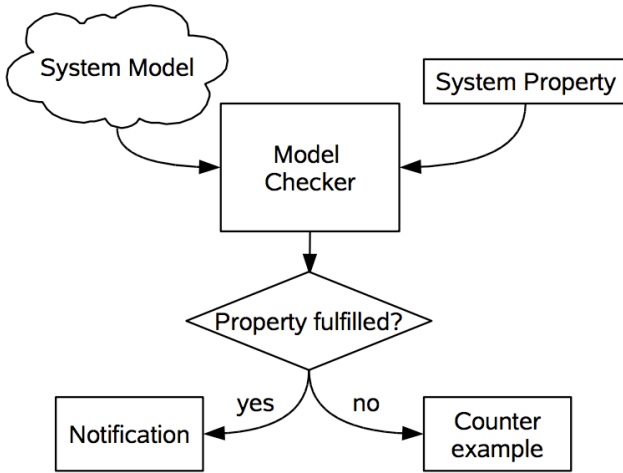 System Model
System Property
Model
Checker
Property fulfilled?
yes
no
Notification
Counter
example